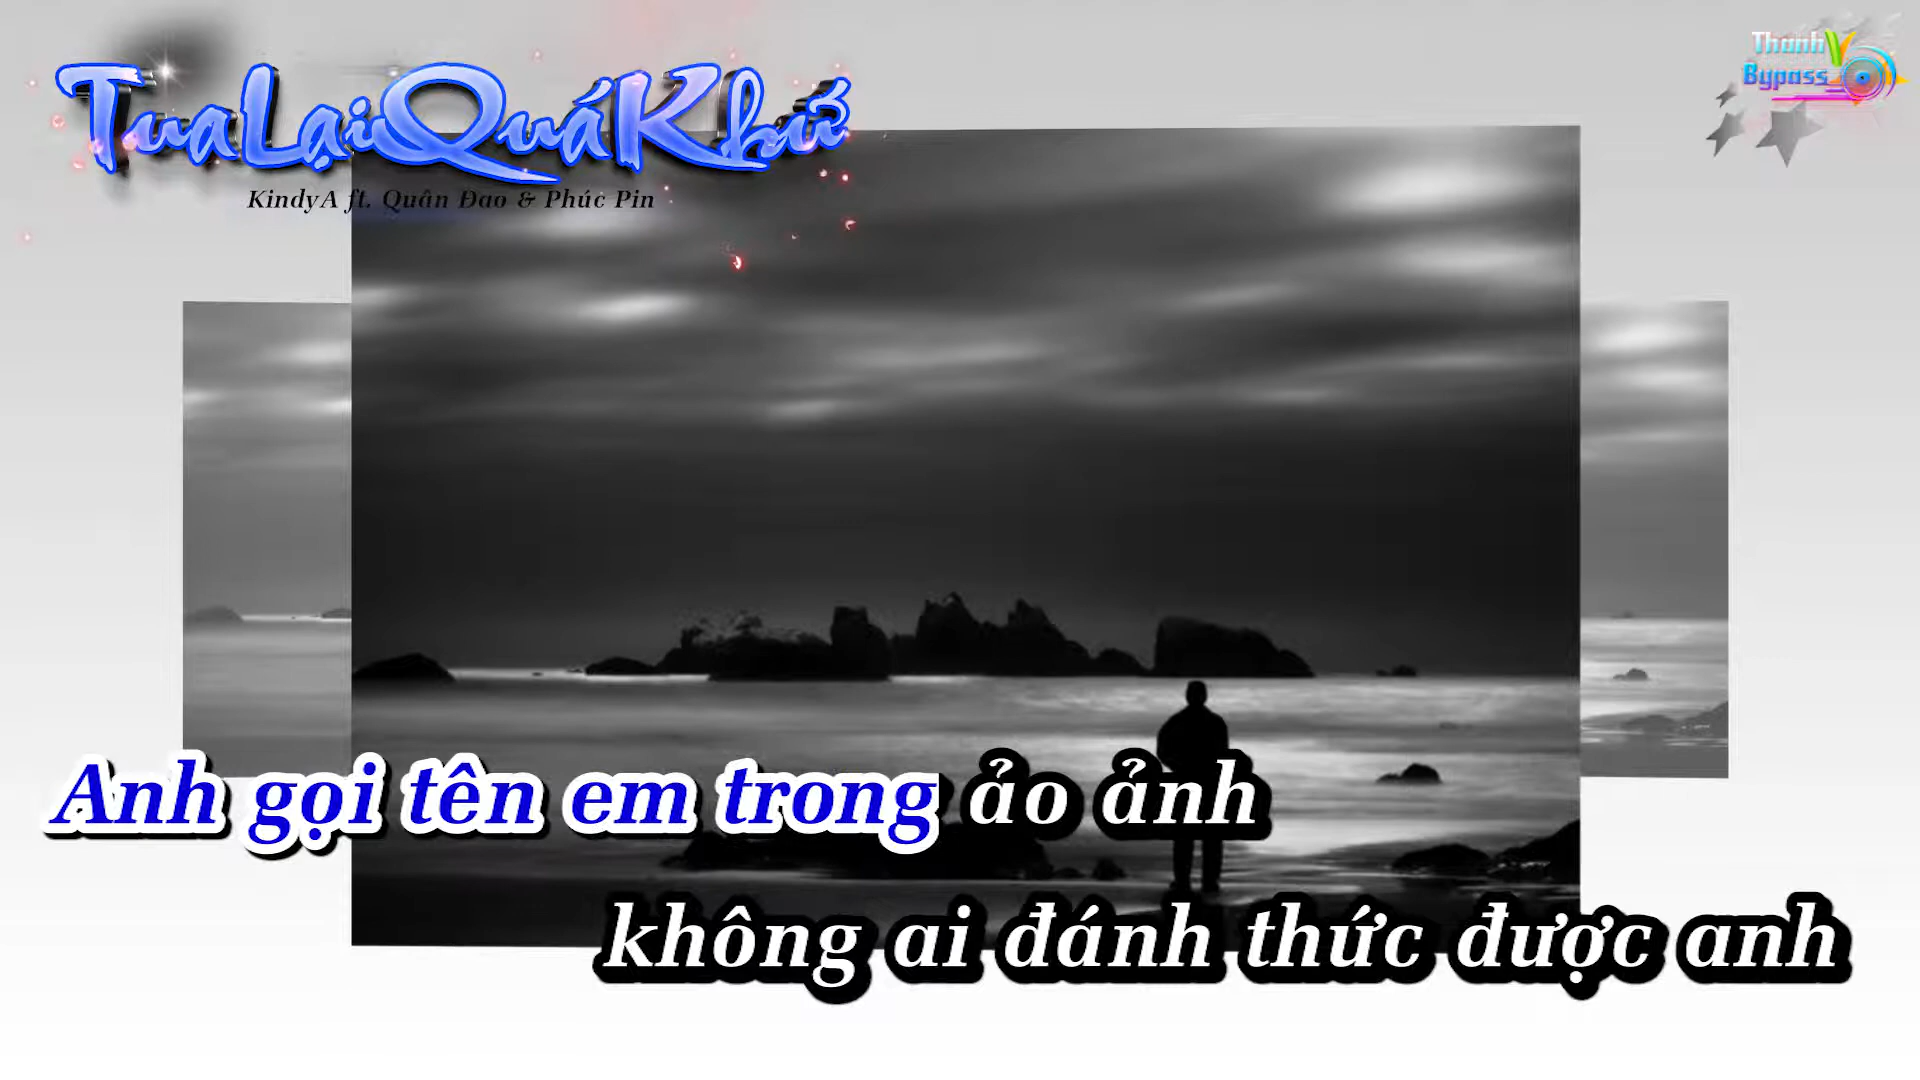 Tua Lại Quá Khứ
KindyA ft. Quân Đao & Phúc Pin
Thanh V
Bypass
Anh gọi tên em trong ảo ảnh
không ai đánh thức được anh